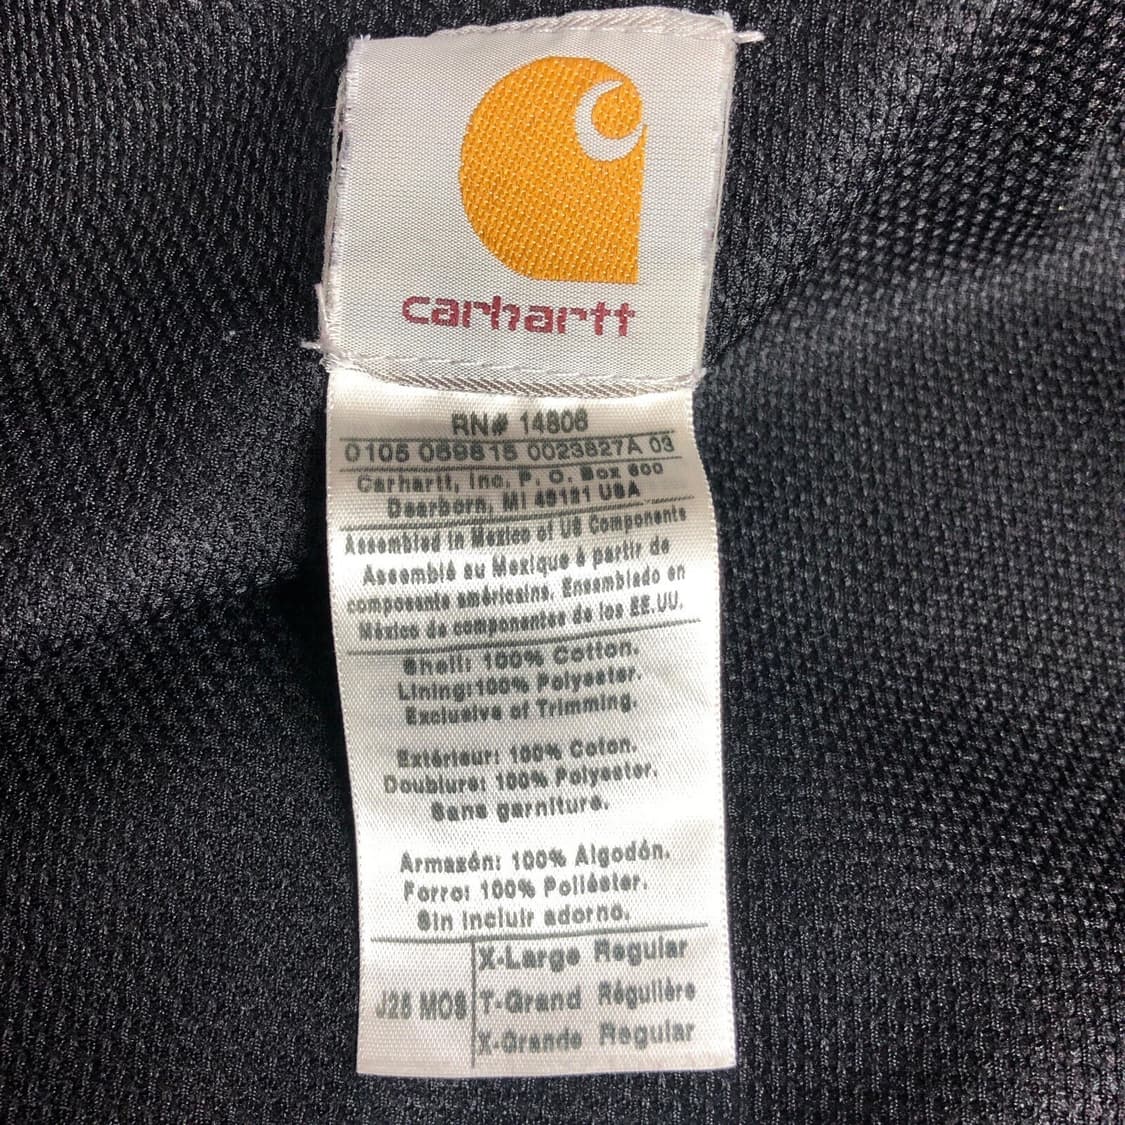 carhartt
RN# 14806
0105 069815 0023827A 03
Carhartt, Inc. P. O. Box 600
Dearborn, MI 48121 USA
Assembled in Mexico of US Components
Assemblé au Mexique à partir de
composants américains. Ensamblado en
México de componentes de los EE.UU.
Shell: 100% Cotton.
Lining: 100% Polyester.
Exclusive of Trimming.
Extérieur: 100% Coton.
Doublure: 100% Polyester.
Sans garniture.
Armazón: 100% Algodón.
Forro: 100% Poliéster.
Sin incluir adorno.
X-Large Regular
J25 MOS T-Grand Régulière
X-Grande Regular